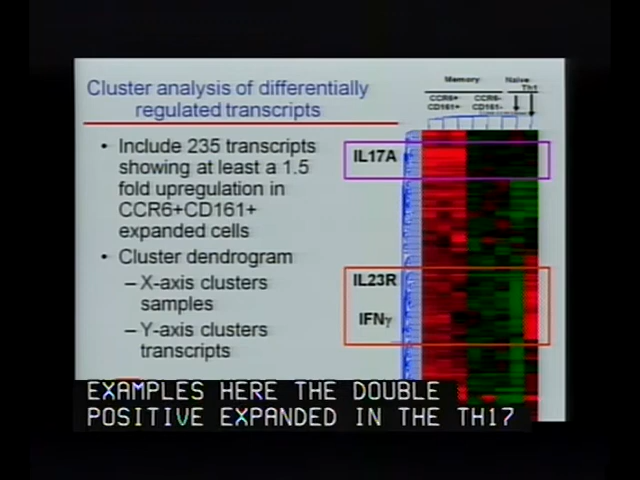 Cluster analysis of differentially
regulated transcripts
• Include 235 transcripts
showing at least a 1.5
fold upregulation in
CCR6+CD161+
expanded cells
• Cluster dendrogram
– X-axis clusters
samples
– Y-axis clusters
transcripts
Memory
Naive
Th1
CCR6+
CD161+
CCR6-
CD161-
IL17A
IL23R
IFNγ
EXAMPLES HERE THE DOUBLE
POSITIVE EXPANDED IN THE TH17